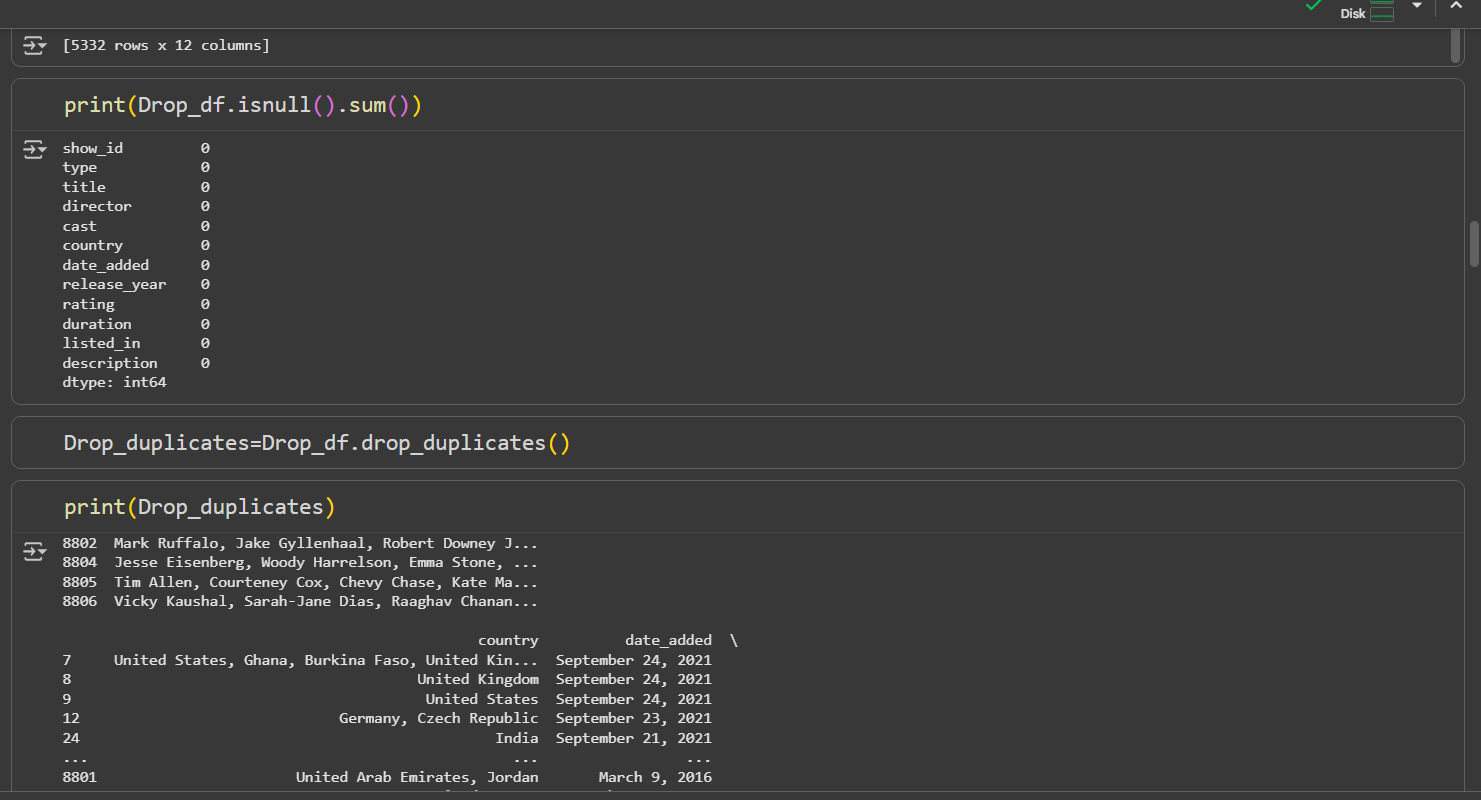 Disk
[5332 rows x 12 columns]
print(Drop_df.isnull().sum())
show_id 0
type 0
title 0
director 0
cast 0
country 0
date_added 0
release_year 0
rating 0
duration 0
listed_in 0
description 0
dtype: int64
Drop_duplicates=Drop_df.drop_duplicates()
print(Drop_duplicates)
8802 Mark Ruffalo, Jake Gyllenhaal, Robert Downey J...
8804 Jesse Eisenberg, Woody Harrelson, Emma Stone, ...
8805 Tim Allen, Courteney Cox, Chevy Chase, Kate Ma...
8806 Vicky Kaushal, Sarah-Jane Dias, Raaghav Chanan...
country date_added \
7 United States, Ghana, Burkina Faso, United Kin... September 24, 2021
8 United Kingdom September 24, 2021
9 United States September 24, 2021
12 Germany, Czech Republic September 23, 2021
24 India September 21, 2021
... ... ...
8801 United Arab Emirates, Jordan March 9, 2016